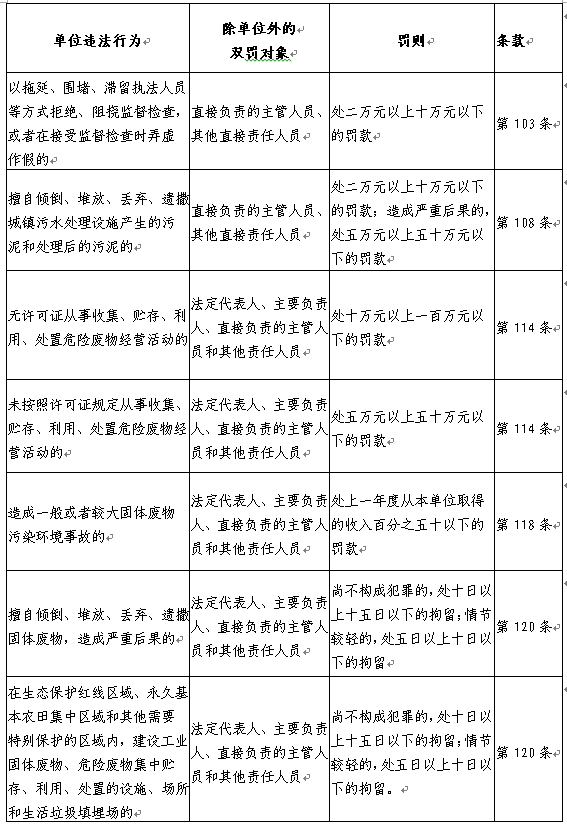 单位违法行为
除单位外的
双罚对象
罚则
条款
以拖延、围堵、滞留执法人员
等方式拒绝、阻挠监督检查，
或者在接受监督检查时弄虚
作假的
直接负责的主管人员、
其他直接责任人员
处二万元以上十万元以下
的罚款
第 103 条
擅自倾倒、堆放、丢弃、遗撒
城镇污水处理设施产生的污
泥和处理后的污泥的
直接负责的主管人员、
其他直接责任人员
处二万元以上十万元以下
的罚款；造成严重后果的，
处五万元以上五十万元以
下的罚款
第 108 条
无许可证从事收集、贮存、利
用、处置危险废物经营活动的
法定代表人、主要负责
人、直接负责的主管人
员和其他责任人员
处十万元以上一百万元以
下的罚款
第 114 条
未按照许可证规定从事收集、
贮存、利用、处置危险废物经
营活动的
法定代表人、主要负责
人、直接负责的主管人
员和其他责任人员
处五万元以上五十万元以
下的罚款
第 114 条
造成一般或者较大固体废物
污染环境事故的
法定代表人、主要负责
人、直接负责的主管人
员和其他责任人员
处上一年度从本单位取得
的收入百分之五十以下的
罚款
第 118 条
擅自倾倒、堆放、丢弃、遗撒
固体废物，造成严重后果的
法定代表人、主要负责
人、直接负责的主管人
员和其他责任人员
尚不构成犯罪的，处十日以
上十五日以下的拘留；情节
较轻的，处五日以上十日以
下的拘留
第 120 条
在生态保护红线区域、永久基
本农田集中区域和其他需要
特别保护的区域内，建设工业
固体废物、危险废物集中贮
存、利用、处置的设施、场所
和生活垃圾填埋场的
法定代表人、主要负责
人、直接负责的主管人
员和其他责任人员
尚不构成犯罪的，处十日以
上十五日以下的拘留；情节
较轻的，处五日以上十日以
下的拘留。
第 120 条